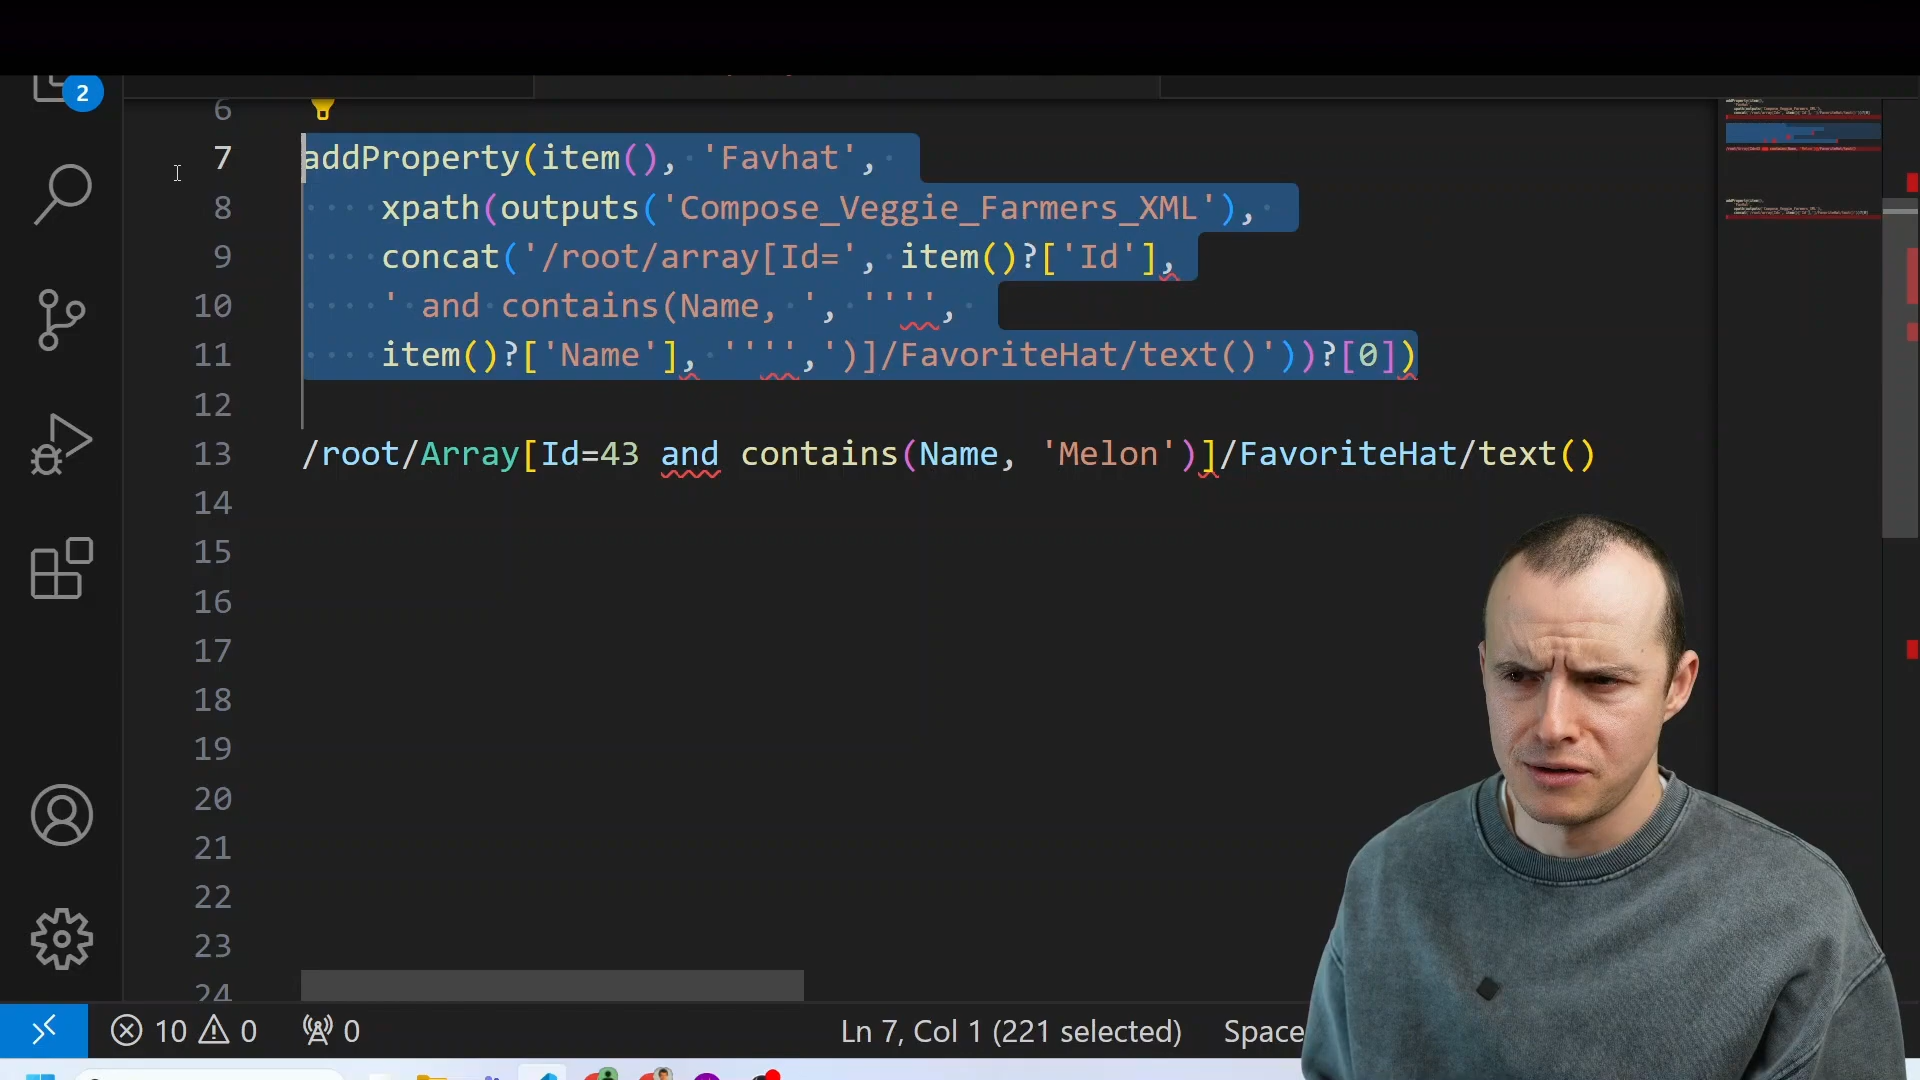 2
6
7 addProperty(item(), 'Favhat',
8 xpath(outputs('Compose_Veggie_Farmers_XML'),
9 concat('/root/array[Id=', item()?['Id'],
10 ' and contains(Name, ', '''',
11 item()?['Name'], '''',')]/FavoriteHat/text()'))?[0])
12
13 /root/Array[Id=43 and contains(Name, 'Melon')]/FavoriteHat/text()
14
15
16
17
18
19
20
21
22
23
24
10 0 0 Ln 7, Col 1 (221 selected) Space